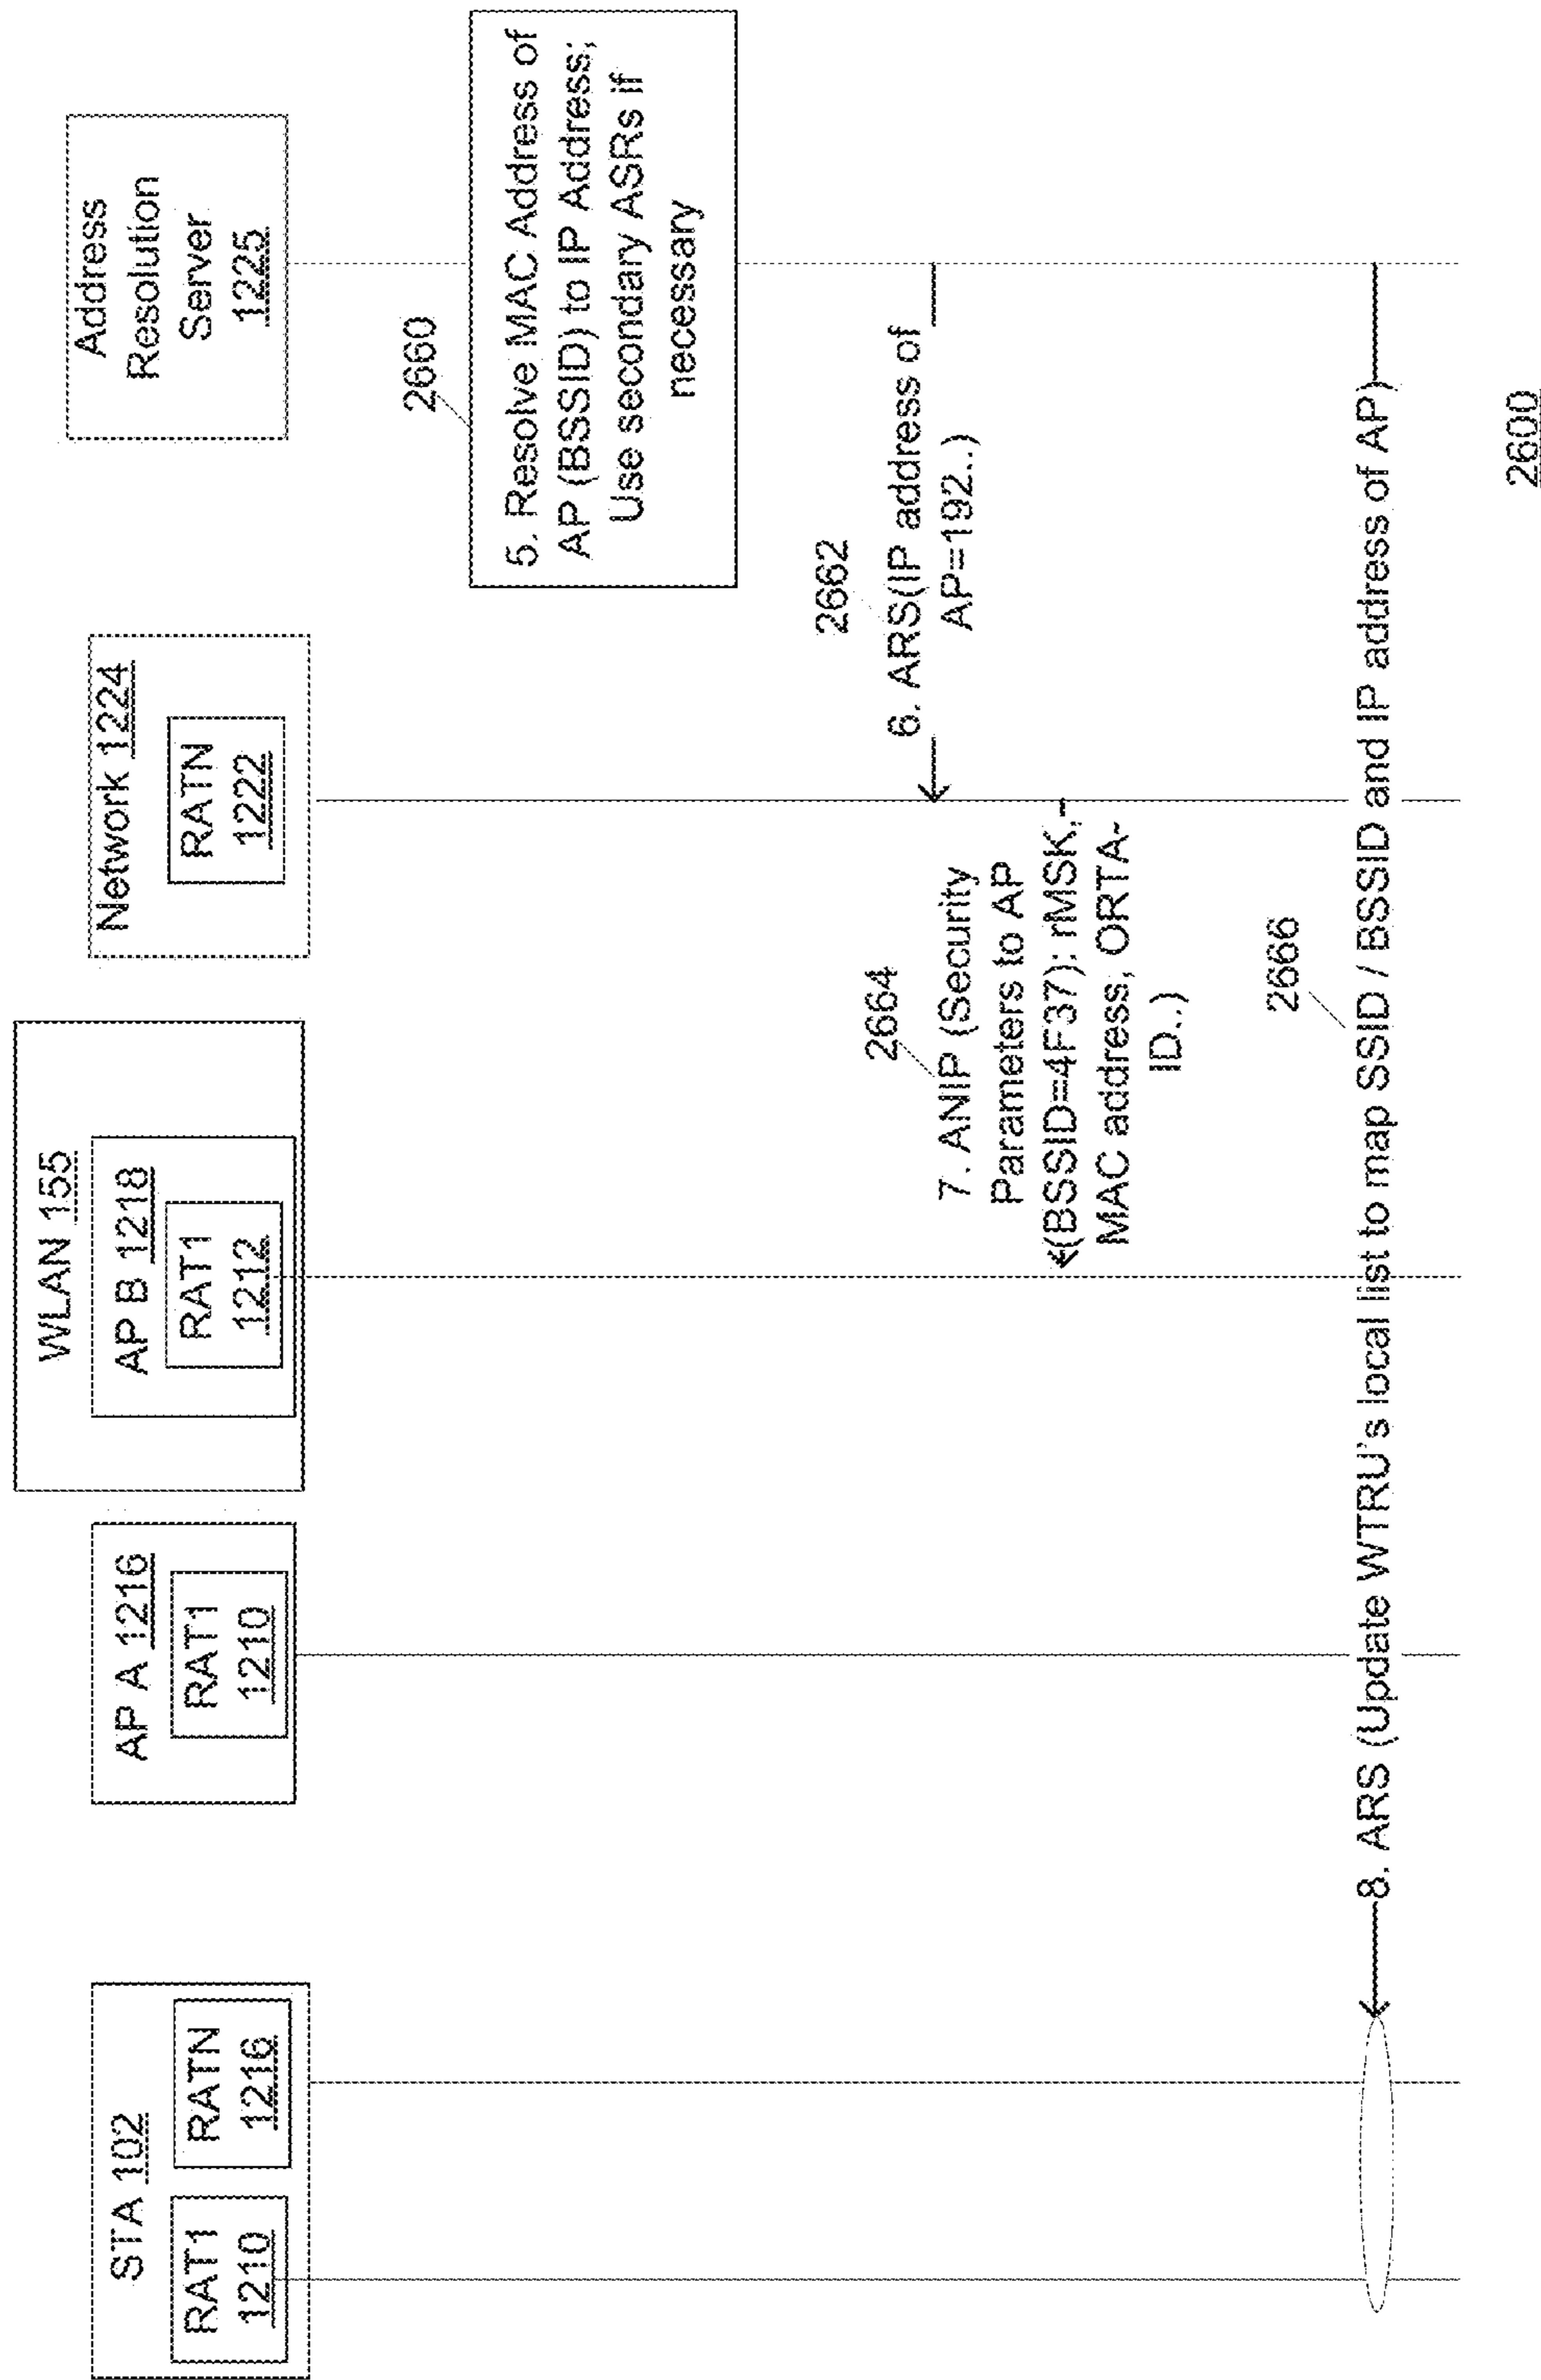 STA 102
RAT1
1210
RATN
1216
AP A 1216
RAT1
1210
WLAN 155
AP B 1218
RAT1
1212
Network 1224
RATN
1222
Address
Resolution
Server
1225
2660
5. Resolve MAC Address of
AP (BSSID) to IP Address;
Use secondary ASRs if
necessary
2662
6. ARS(IP address of
AP=192..)
2664
7. ANIP (Security
Parameters to AP
(BSSID=4F37): rMSK,
MAC address, ORTA-
ID..)
2666
8. ARS (Update WTRU's local list to map SSID / BSSID and IP address of AP)
2600